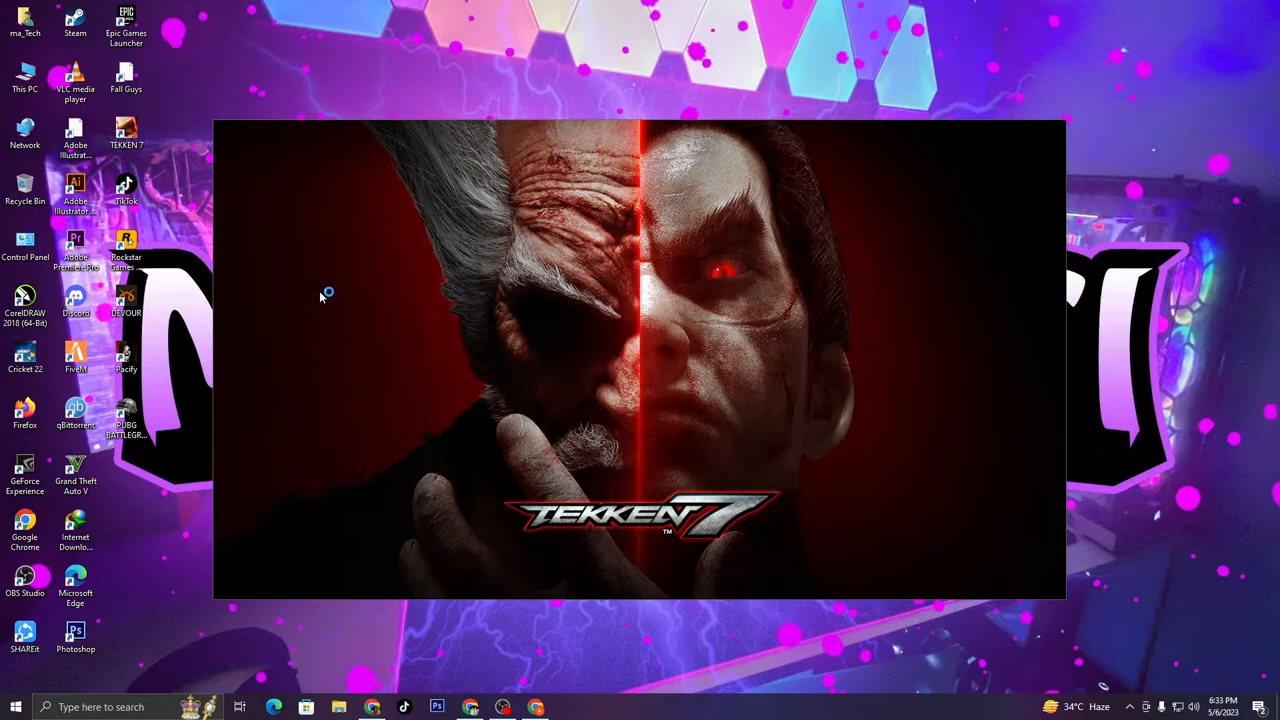 ma_Tech
Steam
Epic Games
Launcher
This PC
VLC media
player
Fall Guys
Network
Adobe
Illustrat...
TEKKEN 7
Recycle Bin
Adobe
Illustrator ...
TikTok
Control Panel
Adobe
Premiere Pro
Rockstar
Games ...
CorelDRAW
2018 (64-Bit)
Discord
DEVOUR
Cricket 22
FiveM
Pacify
Firefox
qBittorrent
PUBG
BATTLEGR...
GeForce
Experience
Grand Theft
Auto V
Google
Chrome
Internet
Downlo...
OBS Studio
Microsoft
Edge
SHAREit
Photoshop
TEKKEN 7
TM
Type here to search
34°C Haze
6:33 PM
5/6/2023